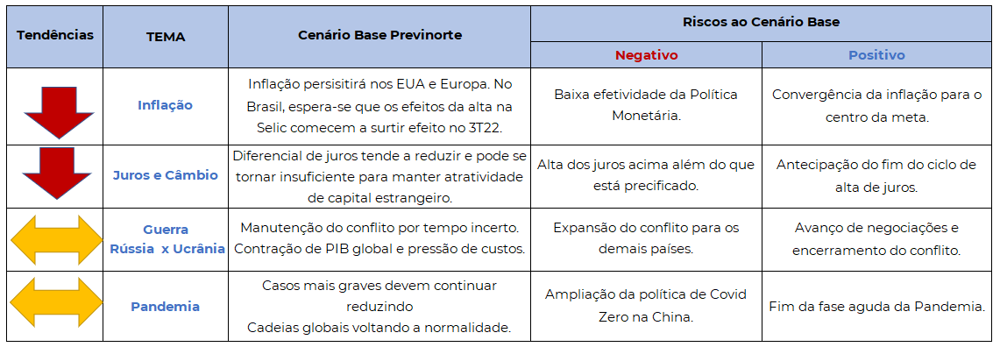 Tendências
TEMA
Cenário Base Previnorte
Riscos ao Cenário Base
Negativo
Positivo
Inflação
Inflação persisitirá nos EUA e Europa. No
Brasil, espera-se que os efeitos da alta na
Selic comecem a surtir efeito no 3T22.
Baixa efetividade da Política
Monetária.
Convergência da inflação para o
centro da meta.
Juros e Câmbio
Diferencial de juros tende a reduzir e pode se
tornar insuficiente para manter atratividade
de capital estrangeiro.
Alta dos juros acima além do que
está precificado.
Antecipação do fim do ciclo de
alta de juros.
Guerra
Rússia x Ucrânia
Manutenção do conflito por tempo incerto.
Contração de PIB global e pressão de custos.
Expansão do conflito para os
demais países.
Avanço de negociações e
encerramento do conflito.
Pandemia
Casos mais graves devem continuar
reduzindo
Cadeias globais voltando a normalidade.
Ampliação da política de Covid
Zero na China.
Fim da fase aguda da Pandemia.